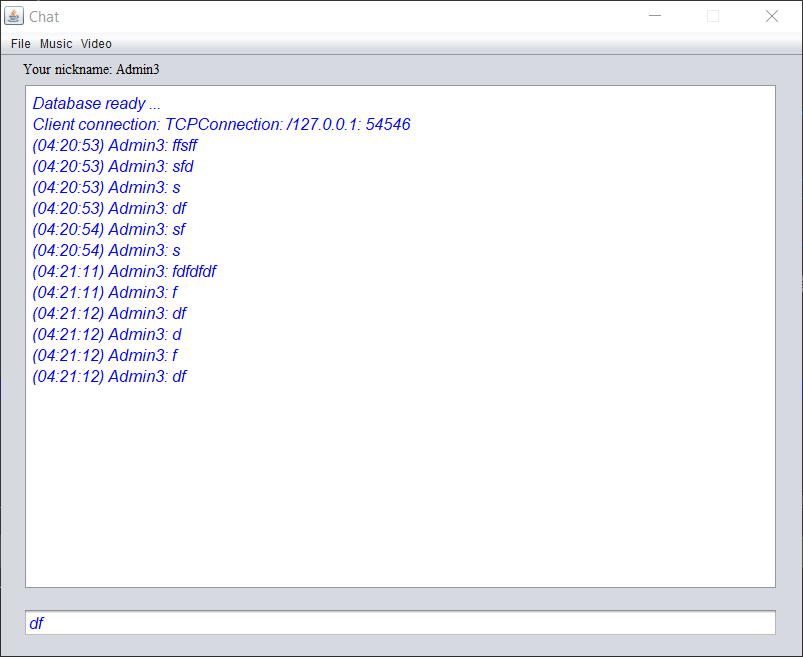 Chat
File Music Video
Your nickname: Admin3
Database ready ...
Client connection: TCPConnection: /127.0.0.1: 54546
(04:20:53) Admin3: ffsff
(04:20:53) Admin3: sfd
(04:20:53) Admin3: s
(04:20:53) Admin3: df
(04:20:54) Admin3: sf
(04:20:54) Admin3: s
(04:21:11) Admin3: fdfdfdf
(04:21:11) Admin3: f
(04:21:12) Admin3: df
(04:21:12) Admin3: d
(04:21:12) Admin3: f
(04:21:12) Admin3: df
df